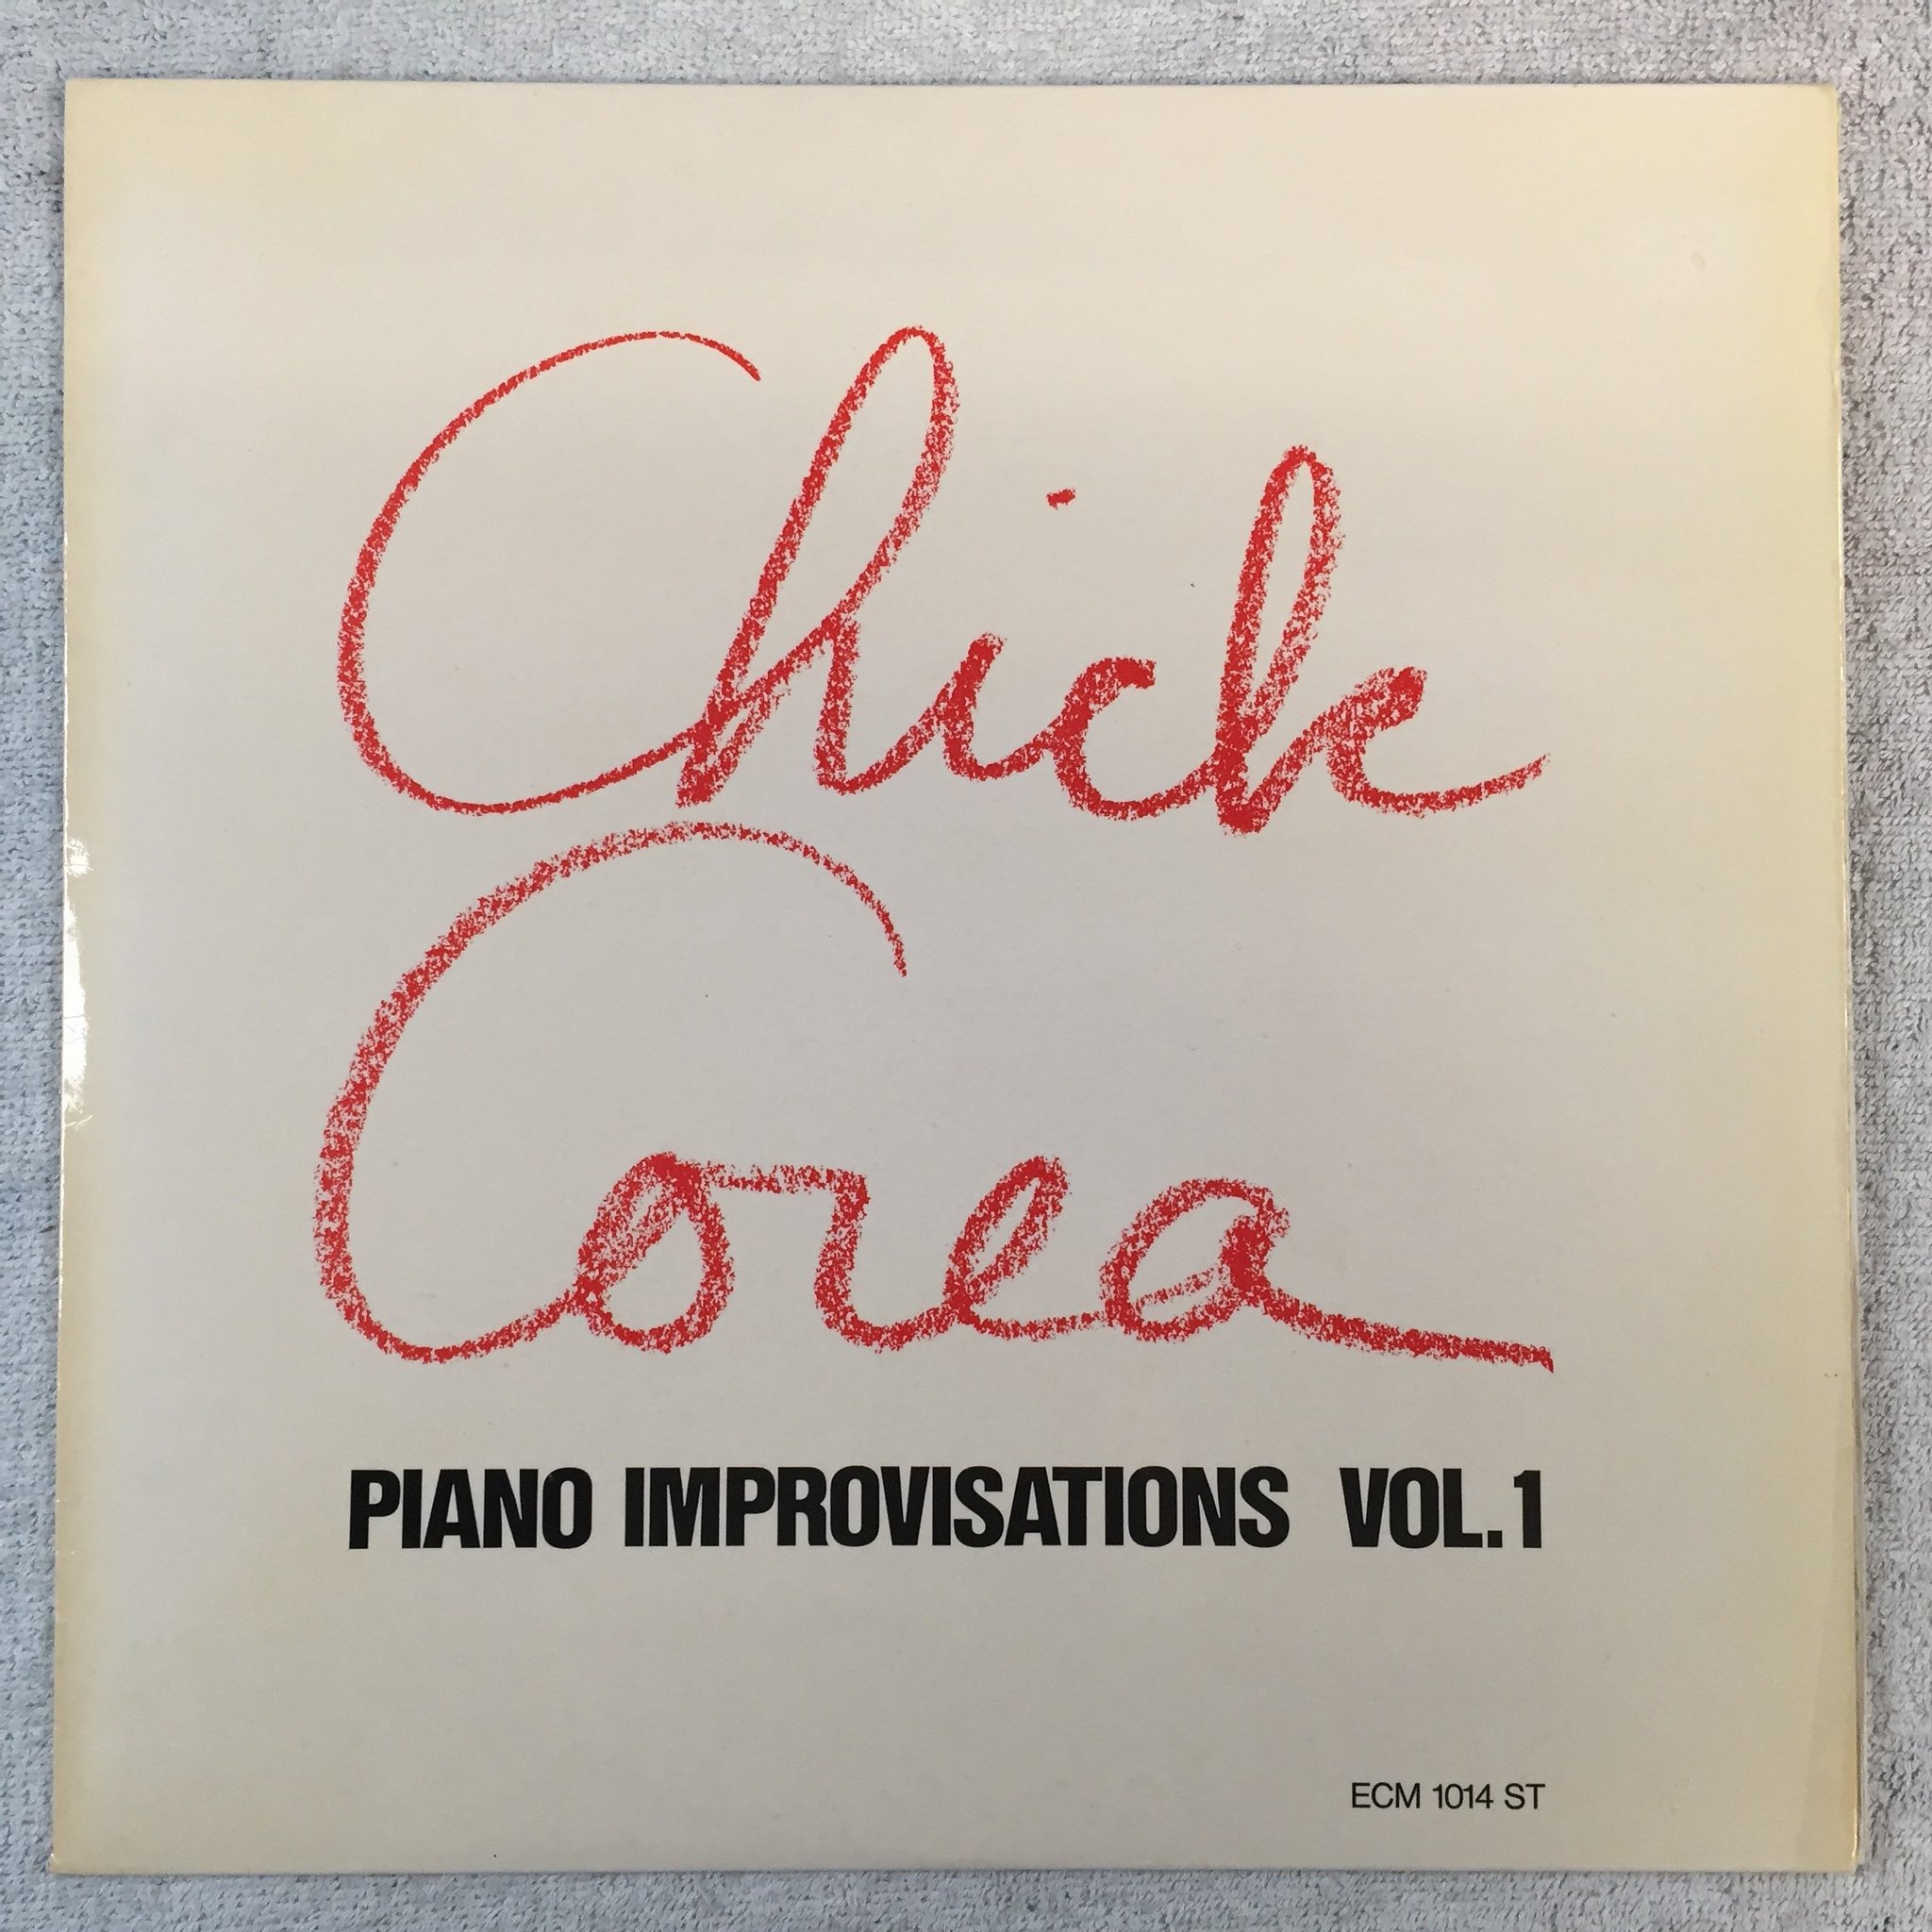 Chick
Corea
PIANO IMPROVISATIONS VOL.1
ECM 1014 ST